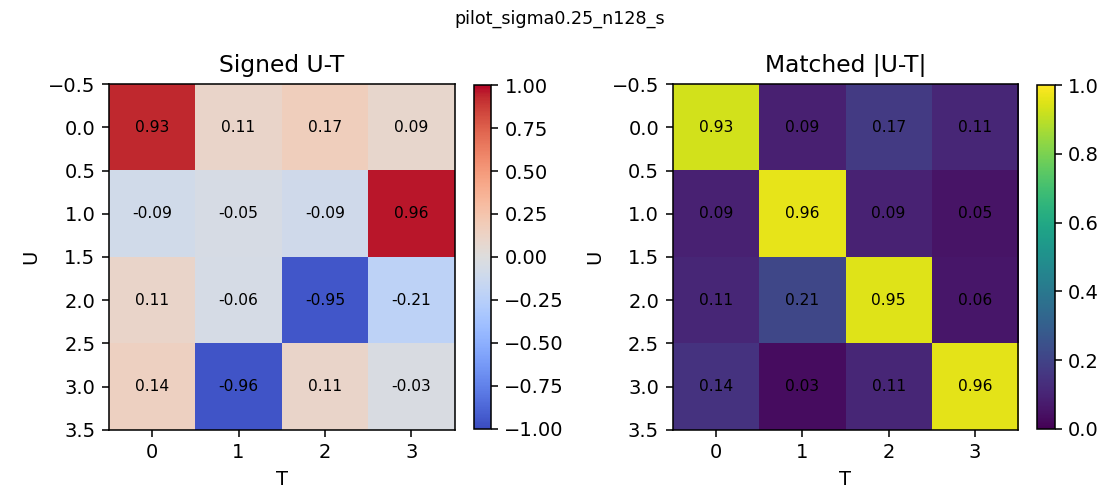 pilot_sigma0.25_n128_s
Signed U-T
−0.5
0.0
0.5
1.0
1.5
2.0
2.5
3.0
3.5
U
0.93 0.11 0.17 0.09
-0.09 -0.05 -0.09 0.96
0.11 -0.06 -0.95 -0.21
0.14 -0.96 0.11 -0.03
0 1 2 3
T
1.00
0.75
0.50
0.25
0.00
−0.25
−0.50
−0.75
−1.00
Matched |U-T|
−0.5
0.0
0.5
1.0
1.5
2.0
2.5
3.0
3.5
U
0.93 0.09 0.17 0.11
0.09 0.96 0.09 0.05
0.11 0.21 0.95 0.06
0.14 0.03 0.11 0.96
0 1 2 3
T
1.0
0.8
0.6
0.4
0.2
0.0